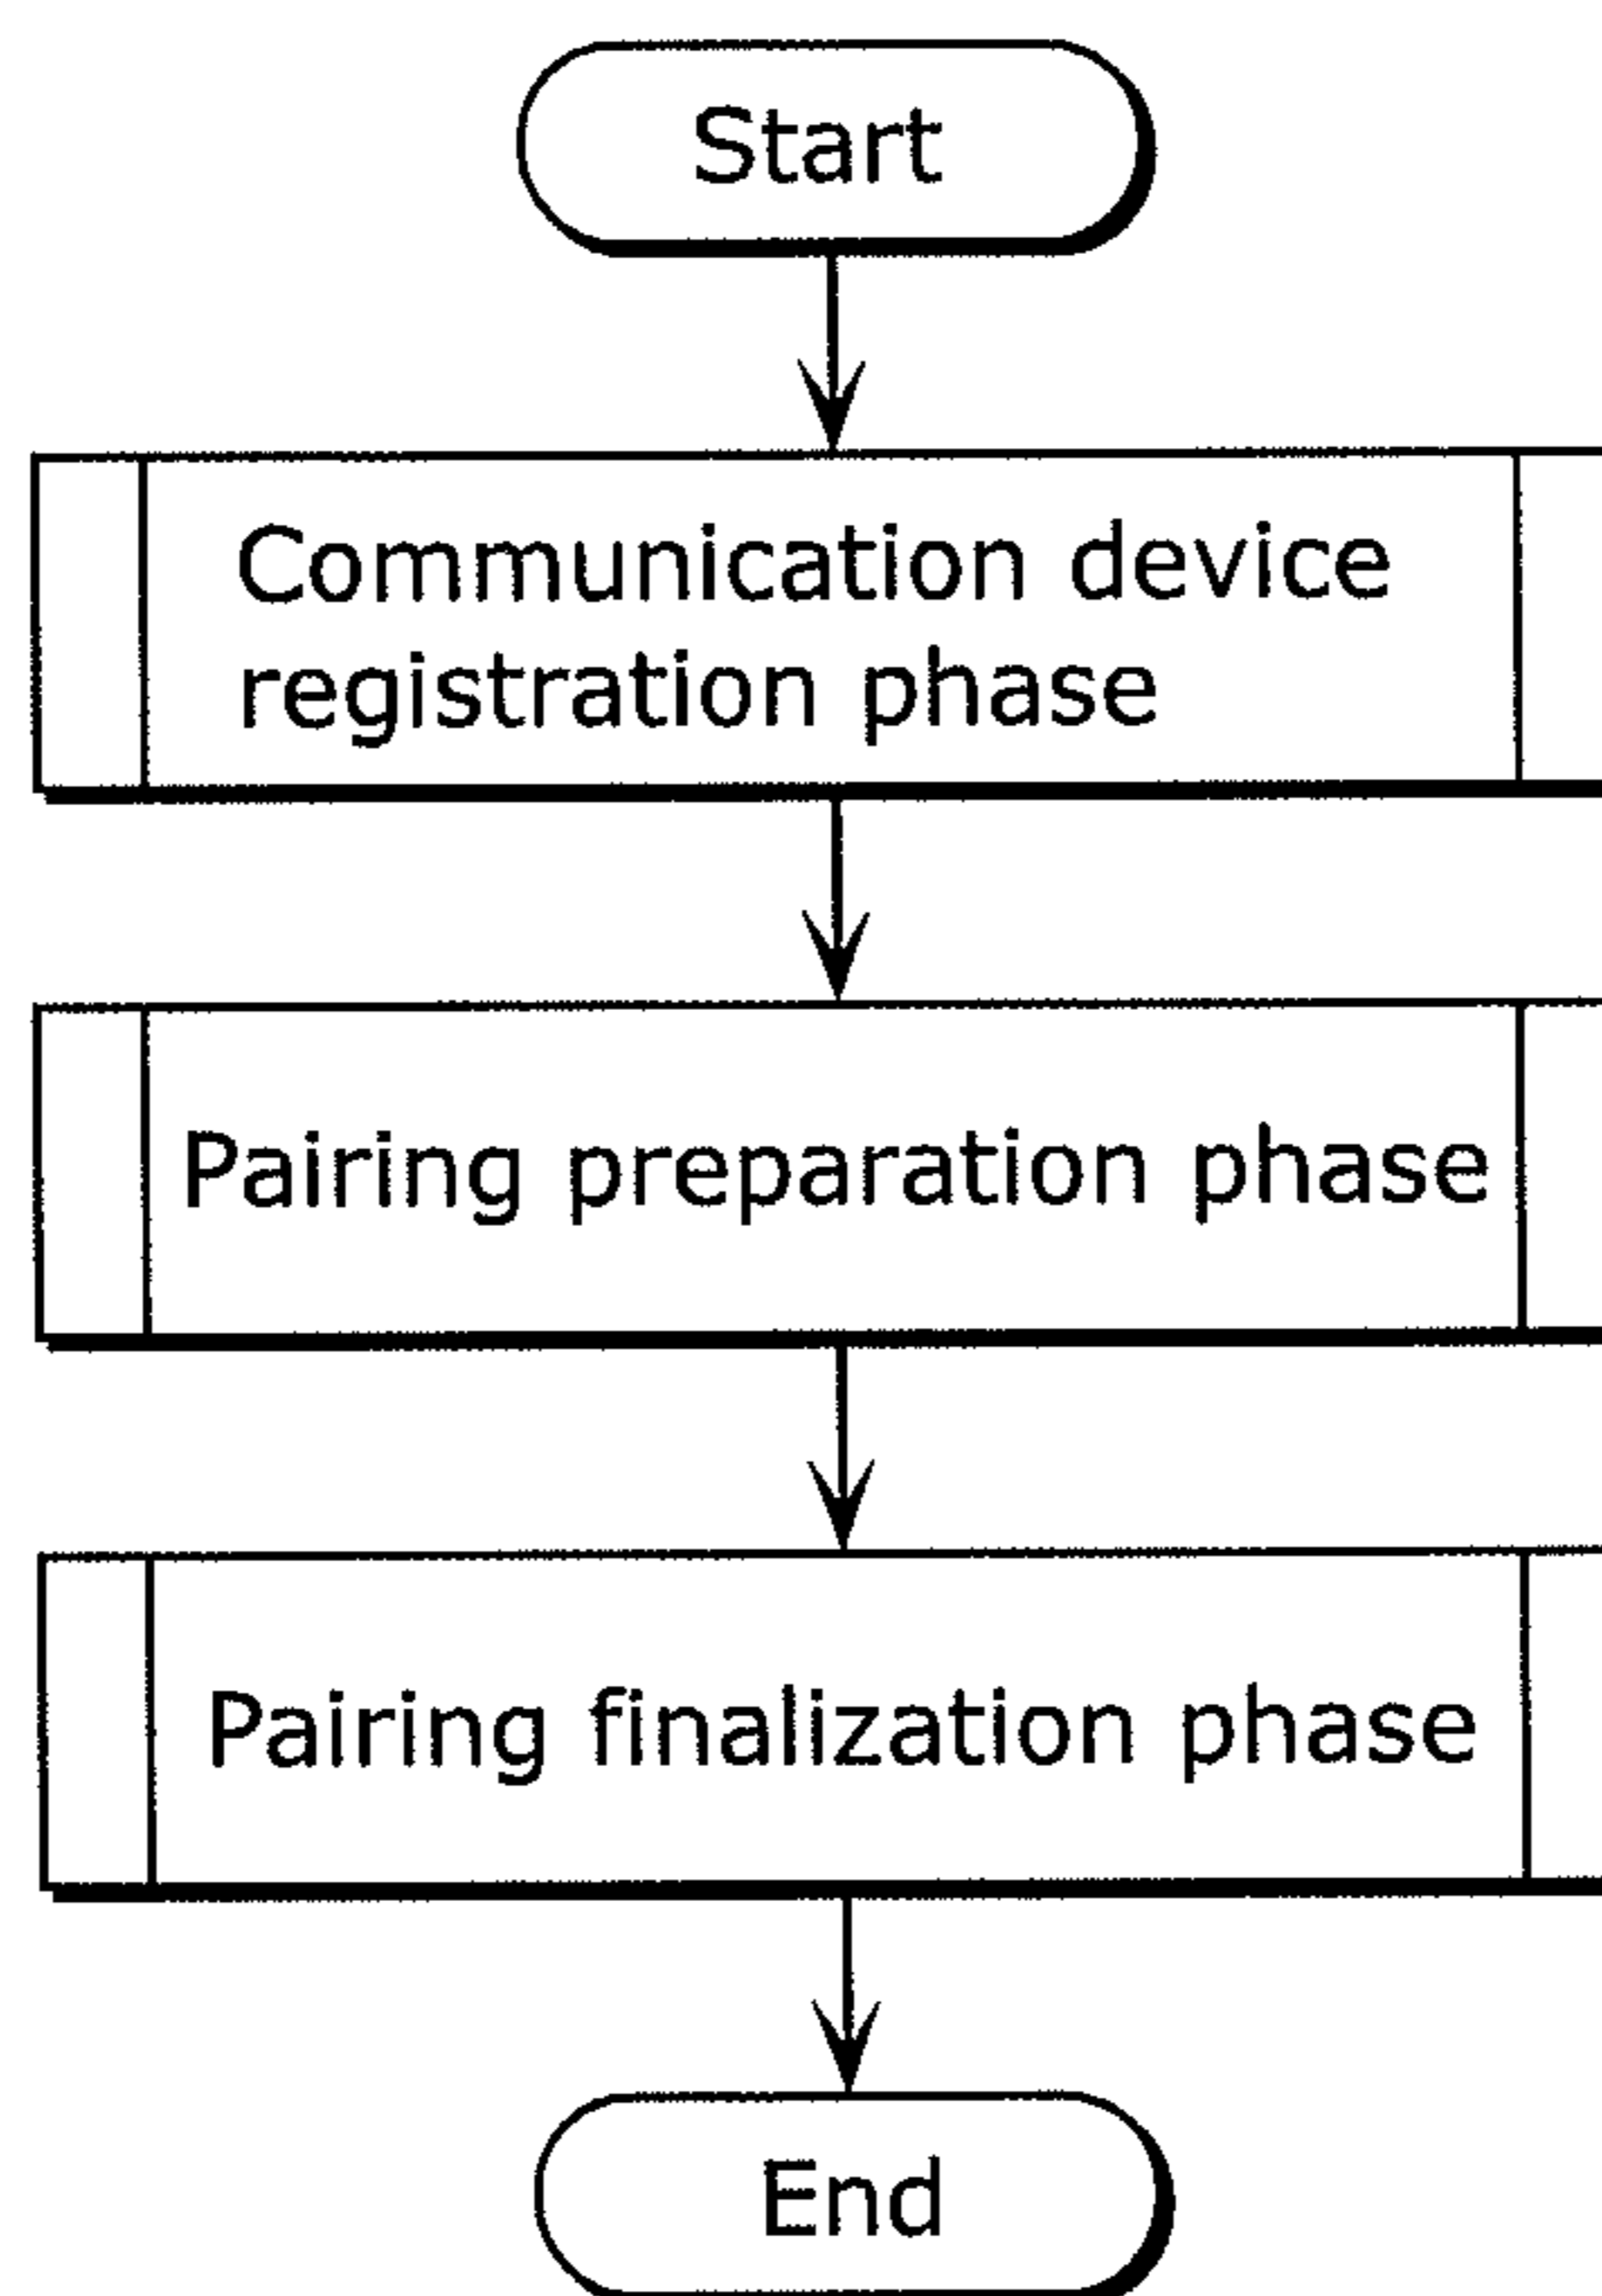 Start
Communication device
registration phase
Pairing preparation phase
Pairing finalization phase
End